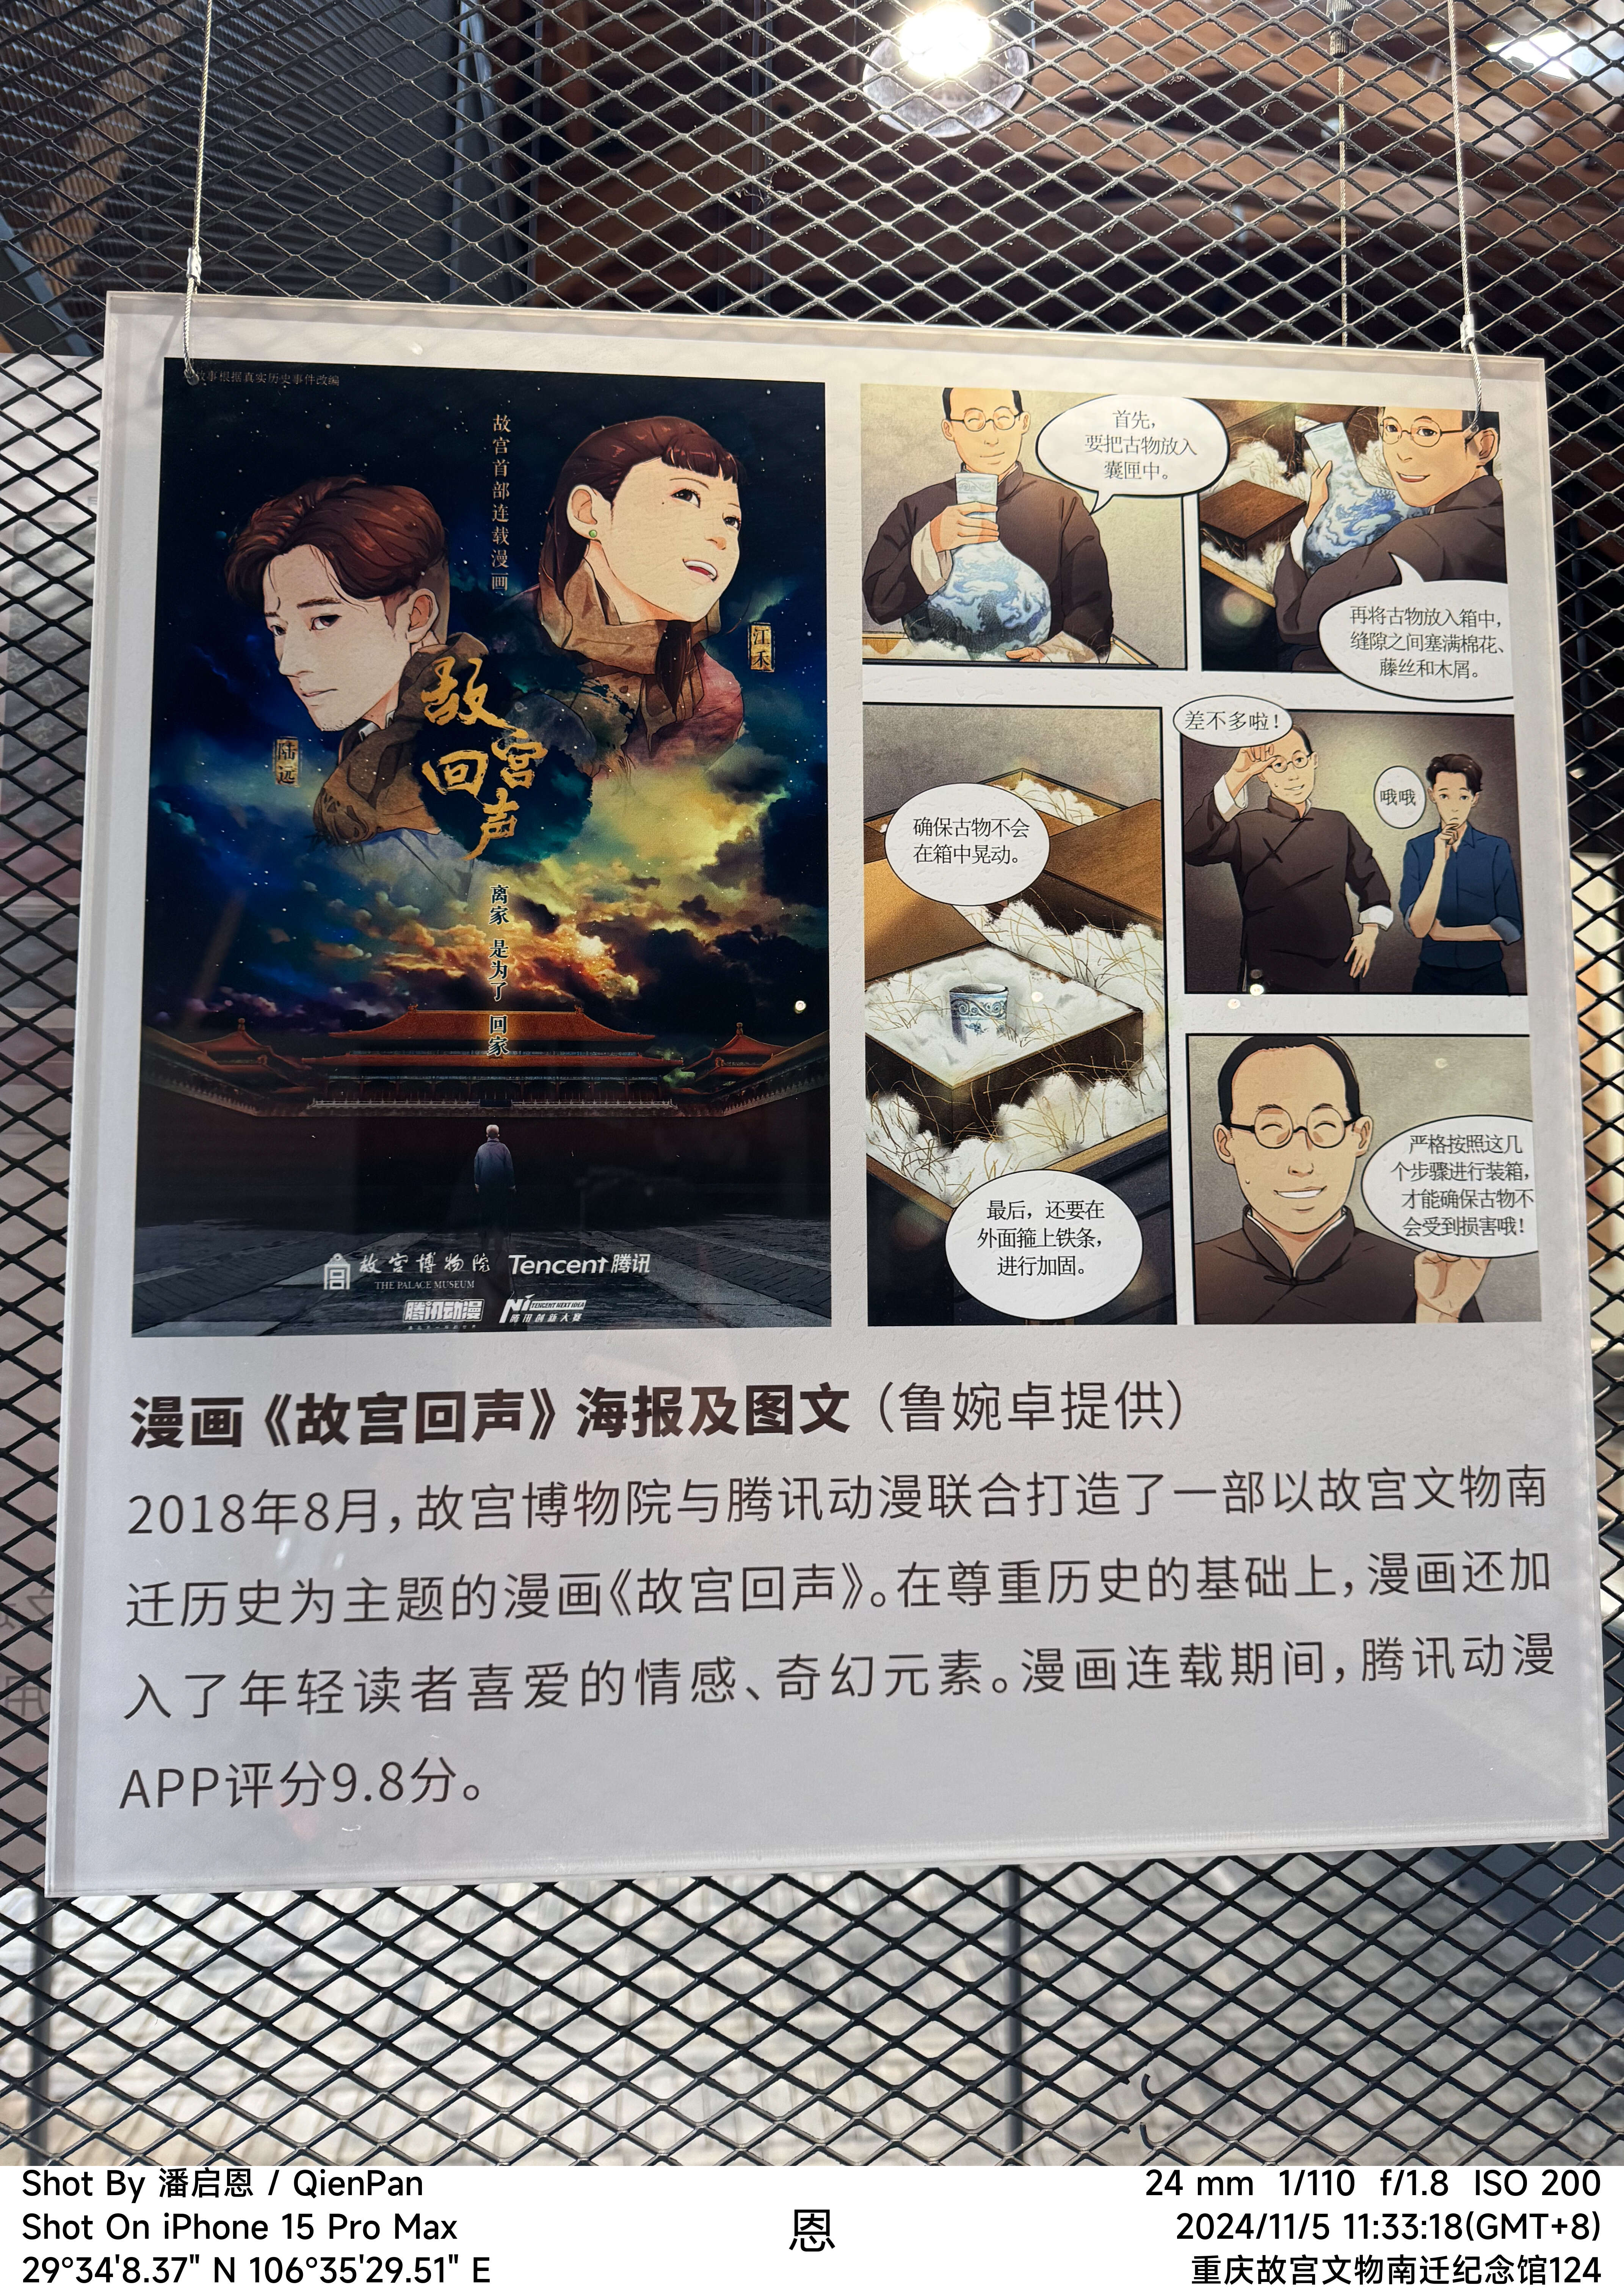 故事根据真实历史事件改编
故宫首部连载漫画
江禾
陆远
故宫回声
离家 是为了 回家
故宫博物院
THE PALACE MUSEUM
Tencent 腾讯
腾讯动漫
TENCENT NEXT IDEA
腾讯创新大赛
首先,
要把古物放入
囊匣中。
再将古物放入箱中,
缝隙之间塞满棉花、
藤丝和木屑。
确保古物不会
在箱中晃动。
差不多啦!
哦哦
最后,还要在
外面箍上铁条,
进行加固。
严格按照这几
个步骤进行装箱,
才能确保古物不
会受到损害哦!
漫画《故宫回声》海报及图文(鲁婉卓提供)
2018年8月,故宫博物院与腾讯动漫联合打造了一部以故宫文物南
迁历史为主题的漫画《故宫回声》。在尊重历史的基础上,漫画还加
入了年轻读者喜爱的情感、奇幻元素。漫画连载期间,腾讯动漫
APP评分9.8分。
Shot By 潘启恩 / QienPan
Shot On iPhone 15 Pro Max
29°34'8.37" N 106°35'29.51" E
恩
24 mm 1/110 f/1.8 ISO 200
2024/11/5 11:33:18(GMT+8)
重庆故宫文物南迁纪念馆124